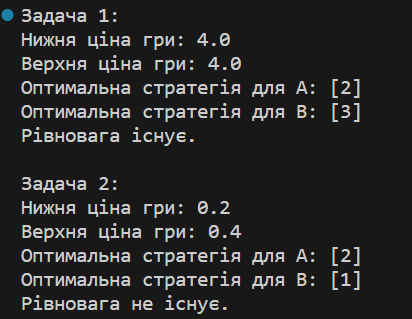 Задача 1:
Нижня ціна гри: 4.0
Верхня ціна гри: 4.0
Оптимальна стратегія для A: [2]
Оптимальна стратегія для B: [3]
Рівновага існує.
Задача 2:
Нижня ціна гри: 0.2
Верхня ціна гри: 0.4
Оптимальна стратегія для A: [2]
Оптимальна стратегія для B: [1]
Рівновага не існує.